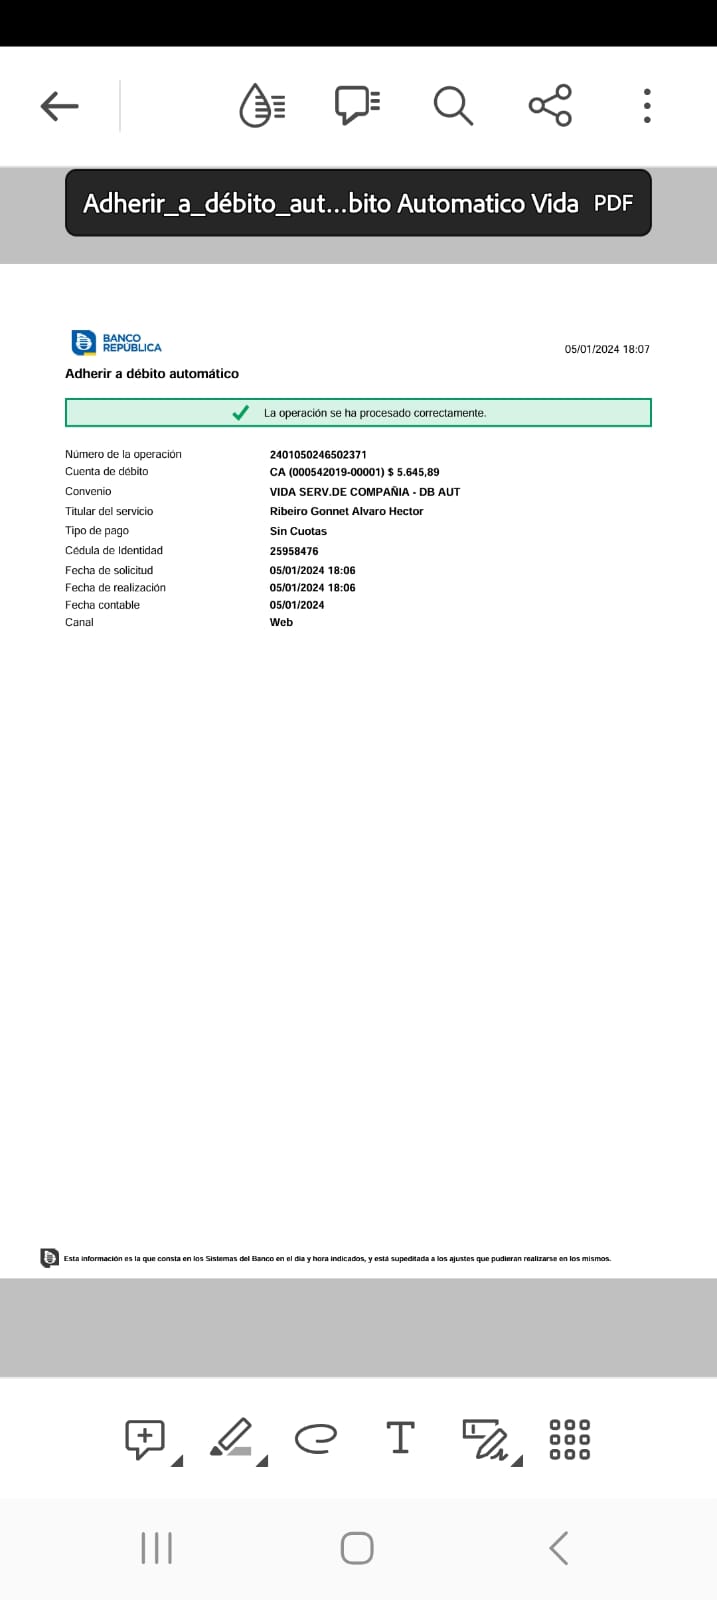 Adherir_a_débito_aut...bito Automatico Vida PDF
BANCO
REPÚBLICA
05/01/2024 18:07
Adherir a débito automático
La operación se ha procesado correctamente.
Número de la operación 2401050246502371
Cuenta de débito CA (000542019-00001) $ 5.645,89
Convenio VIDA SERV.DE COMPAÑIA - DB AUT
Titular del servicio Ribeiro Gonnet Alvaro Hector
Tipo de pago Sin Cuotas
Cédula de Identidad 25958476
Fecha de solicitud 05/01/2024 18:06
Fecha de realización 05/01/2024 18:06
Fecha contable 05/01/2024
Canal Web
Esta información es la que consta en los Sistemas del Banco en el dia y hora indicados, y está supeditada a los ajustes que pudieran realizarse en los mismos.
T